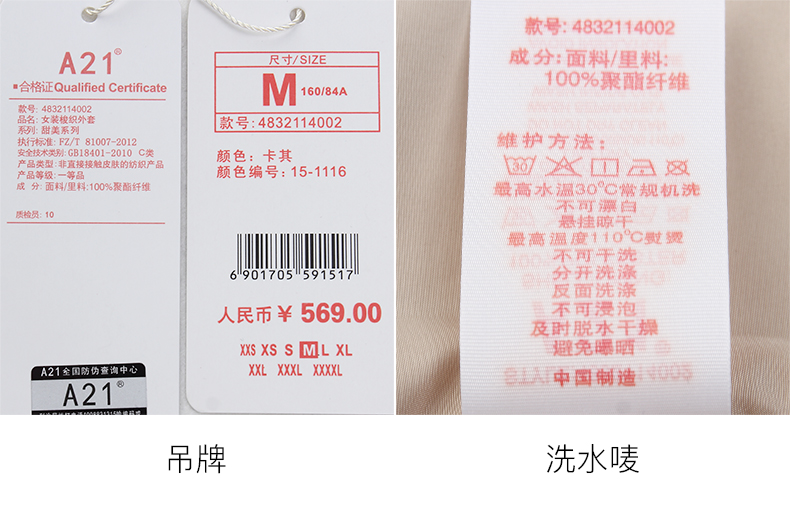 A21®
■合格证Qualified Certificate
款号: 4832114002
品名: 女装梭织外套
系列: 甜美系列
执行标准: FZ/T 81007-2012
安全技术类别:GB18401-2010 C类
产品类型: 非直接接触皮肤的纺织产品
产品等级: 一等品
成 分: 面料/里料:100%聚酯纤维
质检员: 10
A21全国防伪查询中心
A21®
尺寸/SIZE
M 160/84A
款号: 4832114002
颜色: 卡其
颜色编号: 15-1116
6 901705 591517
人民币 ¥ 569.00
XXS XS S M L XL
XXL XXXL XXXXL
款号: 4832114002
成分: 面料/里料:
100%聚酯纤维
维护方法:
30
最高水温30°C常规机洗
不可漂白
悬挂晾干
最高温度110°C熨烫
不可干洗
分开洗涤
反面洗涤
不可浸泡
及时脱水干燥
避免曝晒
中国制造
吊牌
洗水唛